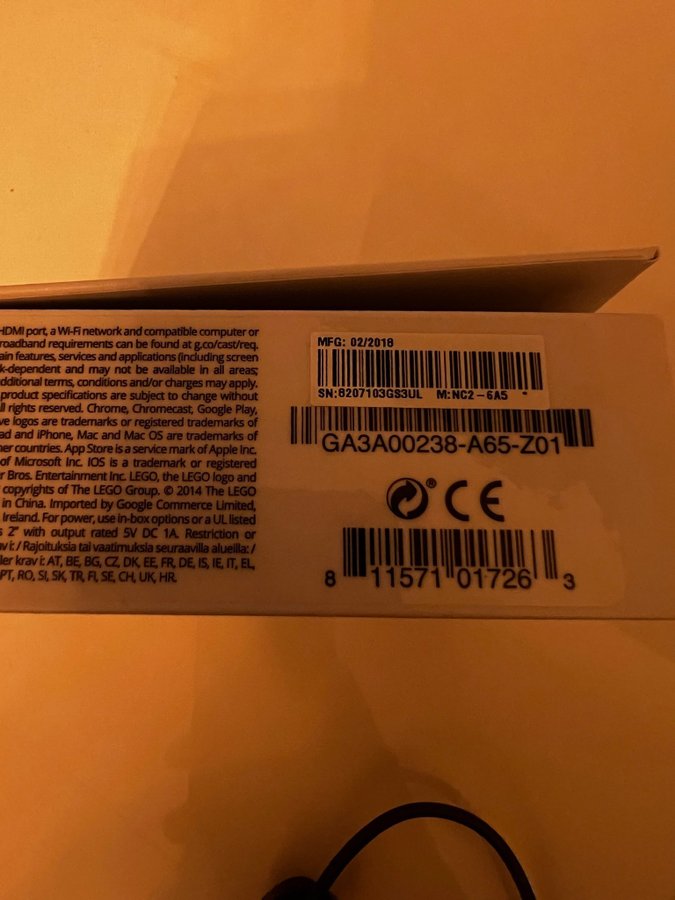 HDMI port, a Wi-Fi network and compatible computer or
roadband requirements can be found at g.co/cast/req.
ain features, services and applications (including screen
k-dependent and may not be available in all areas;
dditional terms, conditions and/or charges may apply.
product specifications are subject to change without
ll rights reserved. Chrome, Chromecast, Google Play,
ve logos are trademarks or registered trademarks of
ad and iPhone, Mac and Mac OS are trademarks of
her countries. App Store is a service mark of Apple Inc.
of Microsoft Inc. IOS is a trademark or registered
er Bros. Entertainment Inc. LEGO, the LEGO logo and
copyrights of The LEGO Group. © 2014 The LEGO
in China. Imported by Google Commerce Limited,
Ireland. For power, use in-box options or a UL listed
s 2" with output rated 5V DC 1A. Restriction or
av i: / Rajoituksia tai vaatimuksia seuraavilla alueilla: /
ler krav i: AT, BE, BG, CZ, DK, EE, FR, DE, IS, IE, IT, EL,
PT, RO, SI, SK, TR, FI, SE, CH, UK, HR.
MFG: 02/2018
SN:8207103GS3UL M:NC2-6A5
GA3A00238-A65-Z01
® CE
8 11571 01726 3